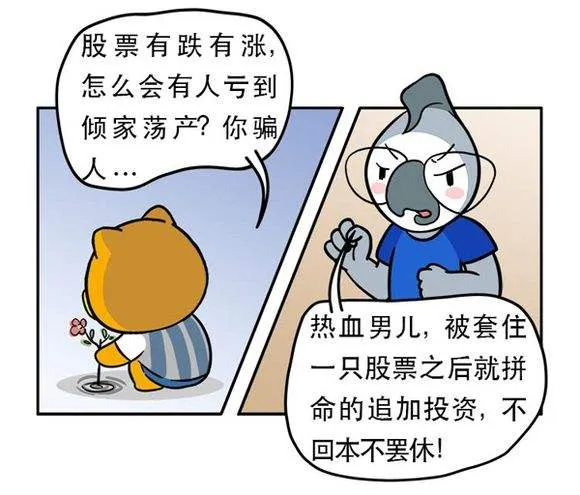 股票有跌有涨,
怎么会有人亏到
倾家荡产?你骗
人...
热血男儿,被套住
一只股票之后就拼
命的追加投资,不
回本不罢休!